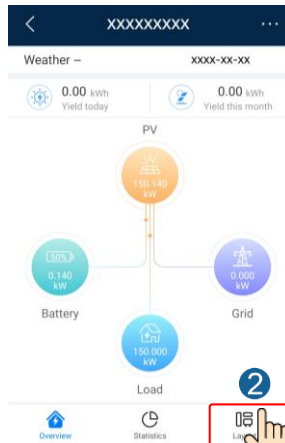 XXXXXXXXX
Weather --
xxxx-xx-xx
0.00 kWh
Yield today
0.00 kWh
Yield this month
PV
150.140
kW
50%
0.140
kW
Battery
0.000
kW
Grid
150.000
kW
Load
2
Overview
Statistics